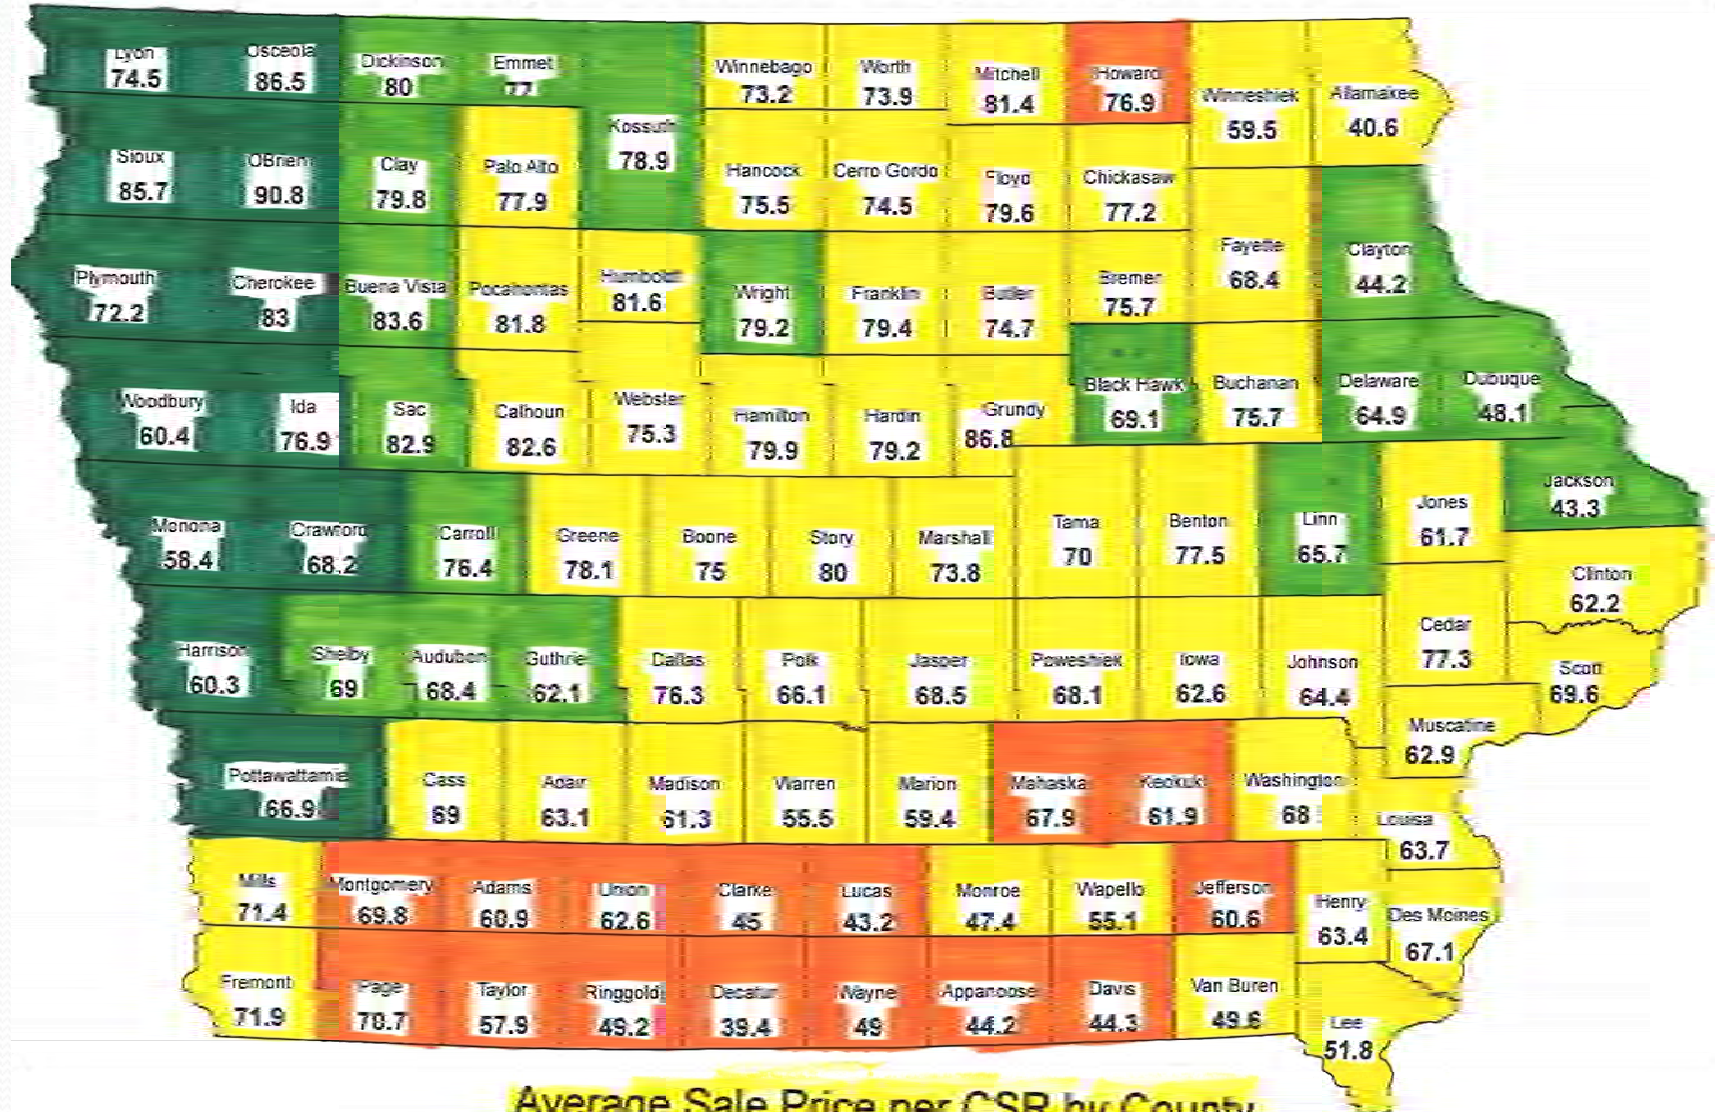 Lyon 74.5
Osceola 86.5
Dickinson 80
Emmet 77
Kossuth 78.9
Winnebago 73.2
Worth 73.9
Mitchell 81.4
Howard 76.9
Winneshiek 59.5
Allamakee 40.6
Sioux 85.7
OBrien 90.8
Clay 79.8
Palo Alto 77.9
Hancock 75.5
Cerro Gordo 74.5
Floyd 79.6
Chickasaw 77.2
Fayette 68.4
Clayton 44.2
Plymouth 72.2
Cherokee 83
Buena Vista 83.6
Pocahontas 81.8
Humboldt 81.6
Wright 79.2
Franklin 79.4
Butler 74.7
Bremer 75.7
Woodbury 60.4
Ida 76.9
Sac 82.9
Calhoun 82.6
Webster 75.3
Hamilton 79.9
Hardin 79.2
Grundy 86.8
Black Hawk 69.1
Buchanan 75.7
Delaware 64.9
Dubuque 48.1
Monona 58.4
Crawford 68.2
Carroll 76.4
Greene 78.1
Boone 75
Story 80
Marshall 73.8
Tama 70
Benton 77.5
Linn 65.7
Jones 61.7
Jackson 43.3
Clinton 62.2
Harrison 60.3
Shelby 69
Audubon 68.4
Guthrie 62.1
Dallas 76.3
Polk 66.1
Jasper 68.5
Poweshiek 68.1
Iowa 62.6
Johnson 64.4
Cedar 77.3
Scott 69.6
Muscatine 62.9
Pottawattamie 66.9
Cass 69
Adair 63.1
Madison 61.3
Warren 55.5
Marion 59.4
Mahaska 67.9
Keokuk 61.9
Washington 68
Louisa 63.7
Mills 71.4
Montgomery 69.8
Adams 60.9
Union 62.6
Clarke 45
Lucas 43.2
Monroe 47.4
Wapello 55.1
Jefferson 60.6
Henry 63.4
Des Moines 67.1
Fremont 71.9
Page 70.7
Taylor 57.9
Ringgold 49.2
Decatur 39.4
Wayne 49
Appanoose 44.2
Davis 44.3
Van Buren 49.6
Lee 51.8
Average Sale Price per CSR by County